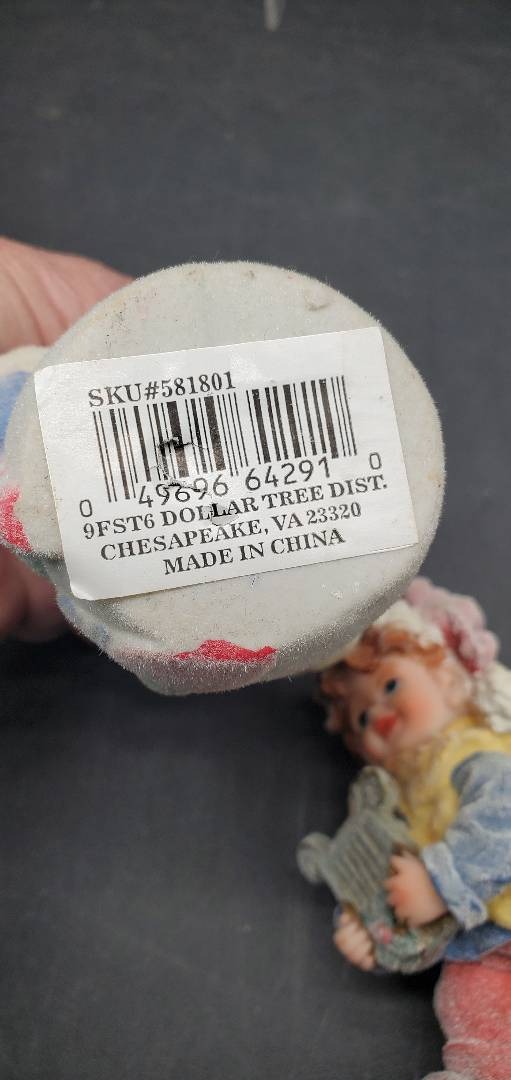 SKU#581801
0 49696 64291 0
9FST6 DOLLAR TREE DIST.
CHESAPEAKE, VA 23320
MADE IN CHINA